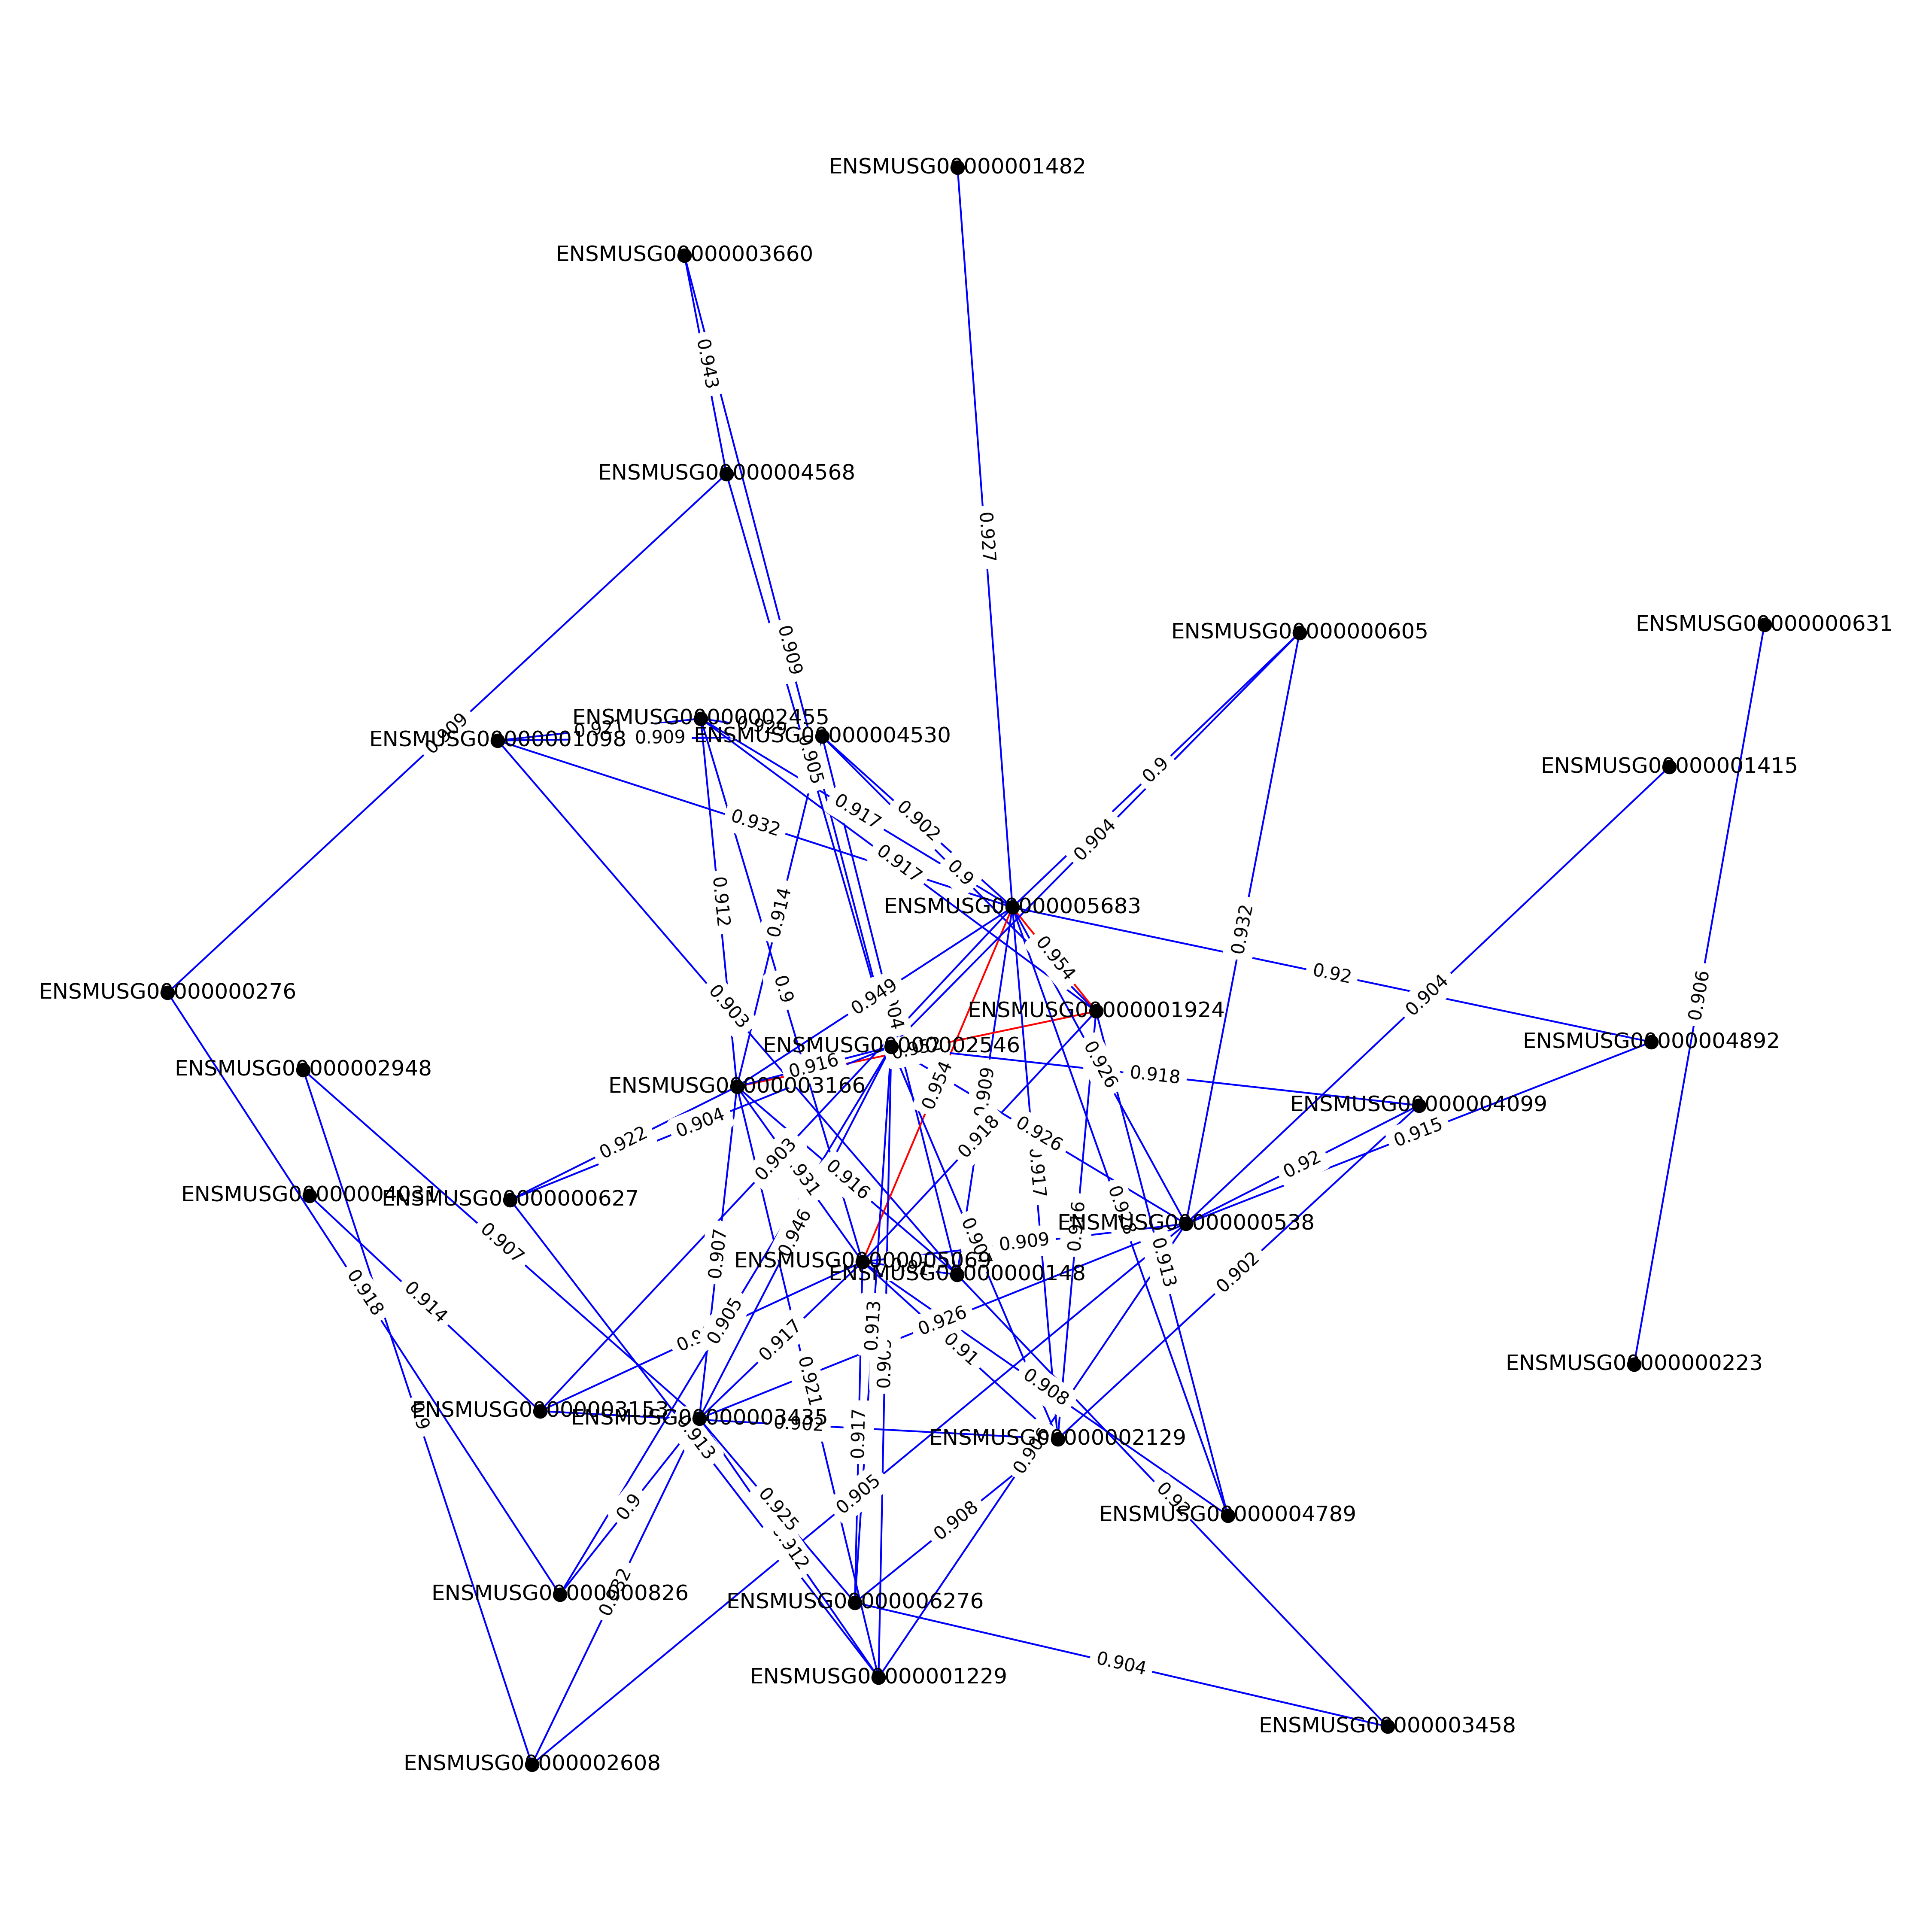 ENSMUSG00000001482
ENSMUSG00000003660
0.943
ENSMUSG00000004568
0.927
ENSMUSG00000000631
ENSMUSG00000000605
0.909
ENSMUSG00000002455
0.921
0.929
0.909
ENSMUSG00000004530
ENSMUSG00000001098
0.909
0.905
ENSMUSG00000001415
0.9
0.917
0.902
0.932
0.904
0.917
0.9
0.912
0.914
ENSMUSG00000005683
0.932
0.954
0.92
0.9
ENSMUSG00000000276
0.949
0.903
0.904
0.906
ENSMUSG00000001924
ENSMUSG00000002546
0.952
ENSMUSG00000004892
0.916
0.926
ENSMUSG00000002948
0.918
ENSMUSG00000003166
0.954
0.909
ENSMUSG00000004099
0.904
0.922
0.918
0.926
0.915
0.903
0.92
0.931
0.916
0.917
ENSMUSG00000004031
ENSMUSG00000000627
ENSMUSG00000000538
0.946
0.907
0.907
0.909
ENSMUSG00000005069
ENSMUSG00000000148
0.913
0.902
0.918
0.914
0.905
0.913
0.926
0.917
0.91
ENSMUSG00000000223
0.921
0.908
ENSMUSG00000003153
ENSMUSG00000003435
0.902
0.917
ENSMUSG00000002129
0.913
0.905
0.9
0.925
0.908
ENSMUSG00000004789
0.912
ENSMUSG00000000826
0.932
ENSMUSG00000006276
0.904
ENSMUSG00000001229
ENSMUSG00000003458
ENSMUSG00000002608